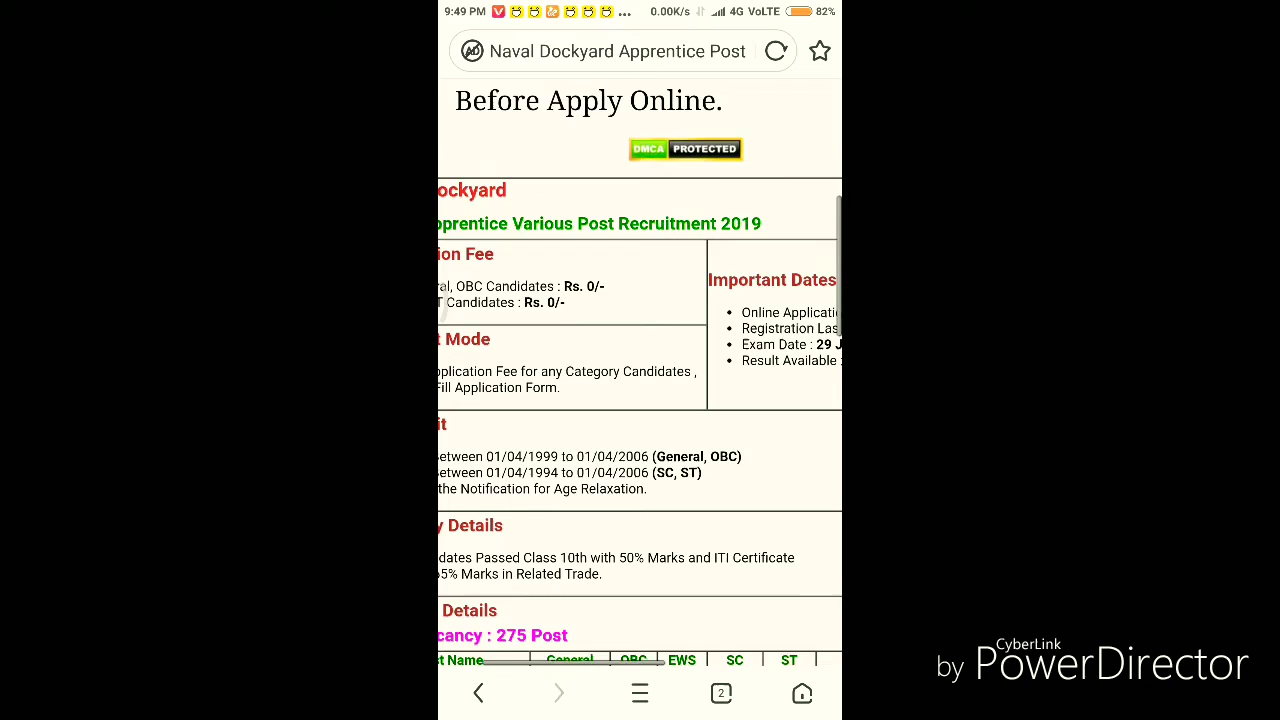 9:49 PM ... 0.00K/s 4G VoLTE 82%
Naval Dockyard Apprentice Post
Before Apply Online.
DMCA PROTECTED
ockyard
prentice Various Post Recruitment 2019
ion Fee
al, OBC Candidates : Rs. 0/-
T Candidates : Rs. 0/-
t Mode
plication Fee for any Category Candidates ,
Fill Application Form.
Important Dates
• Online Applicati
• Registration Las
• Exam Date : 29 J
• Result Available :
it
etween 01/04/1999 to 01/04/2006 (General, OBC)
etween 01/04/1994 to 01/04/2006 (SC, ST)
the Notification for Age Relaxation.
y Details
dates Passed Class 10th with 50% Marks and ITI Certificate
65% Marks in Related Trade.
Details
cancy : 275 Post
st Name General OBC EWS SC ST
2
by CyberLink PowerDirector